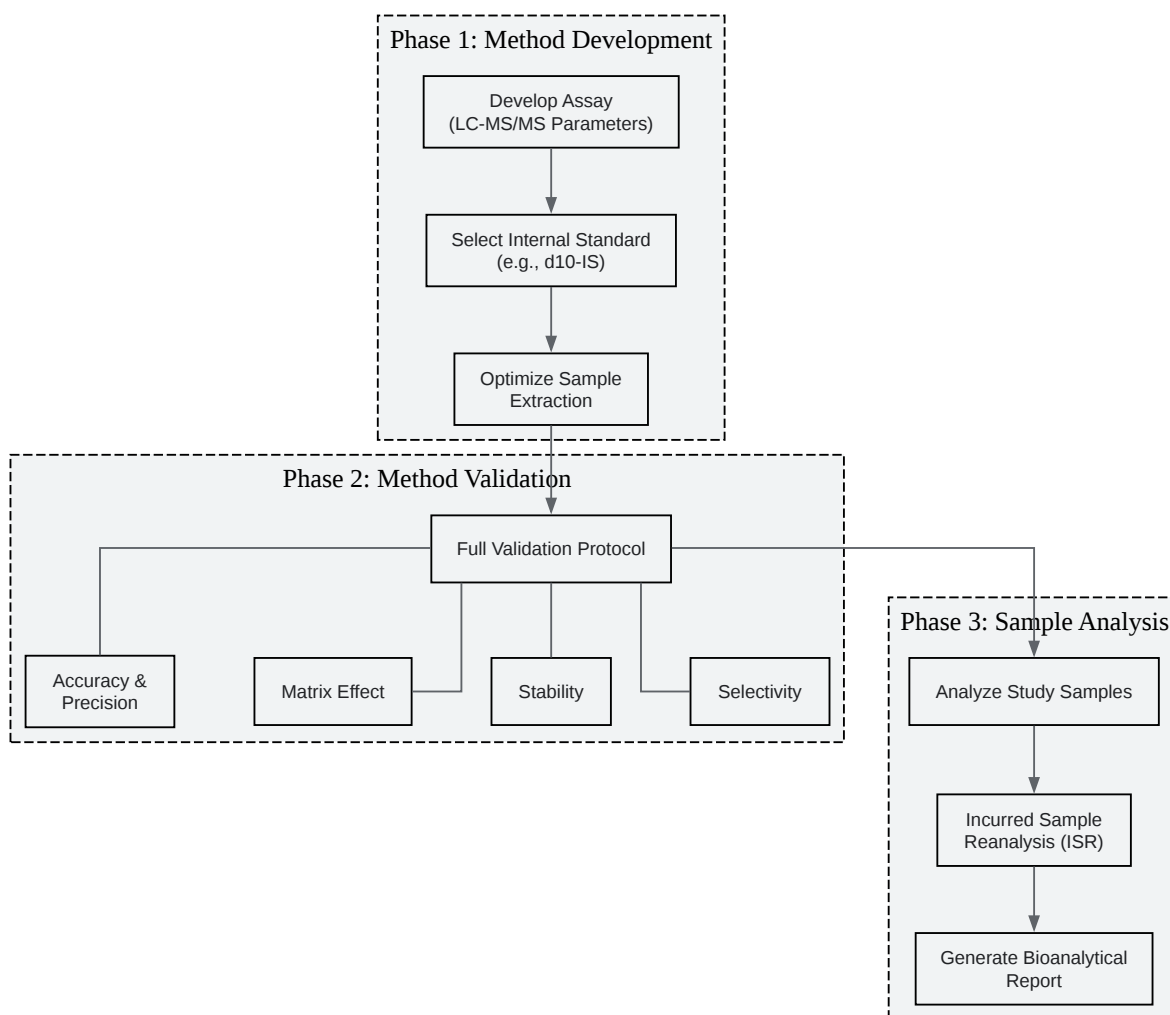 Phase 1: Method Development
Develop Assay
(LC-MS/MS Parameters)
Select Internal Standard
(e.g., d10-IS)
Optimize Sample
Extraction
Phase 2: Method Validation
Full Validation Protocol
Accuracy &
Precision
Matrix Effect
Stability
Selectivity
Phase 3: Sample Analysis
Analyze Study Samples
Incurred Sample
Reanalysis (ISR)
Generate Bioanalytical
Report